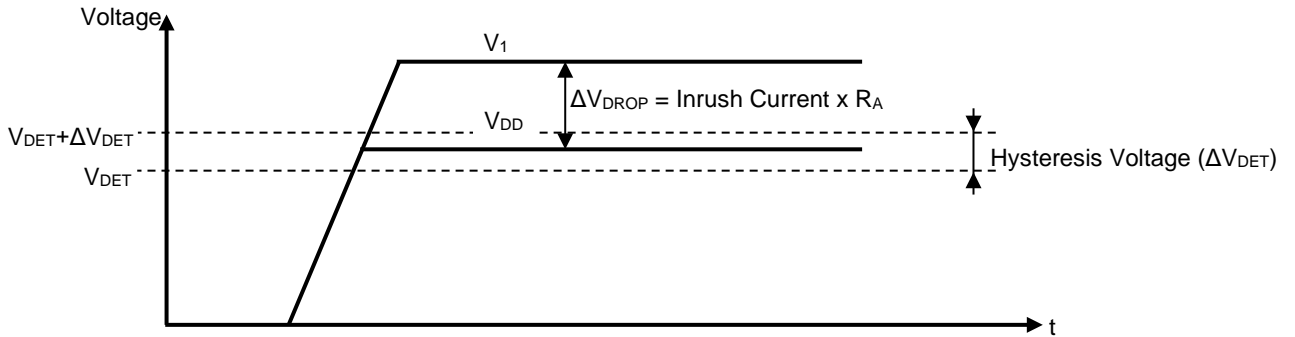 Voltage
V1
ΔVDROP = Inrush Current x RA
VDD
VDET+ΔVDET
Hysteresis Voltage (ΔVDET)
VDET
t